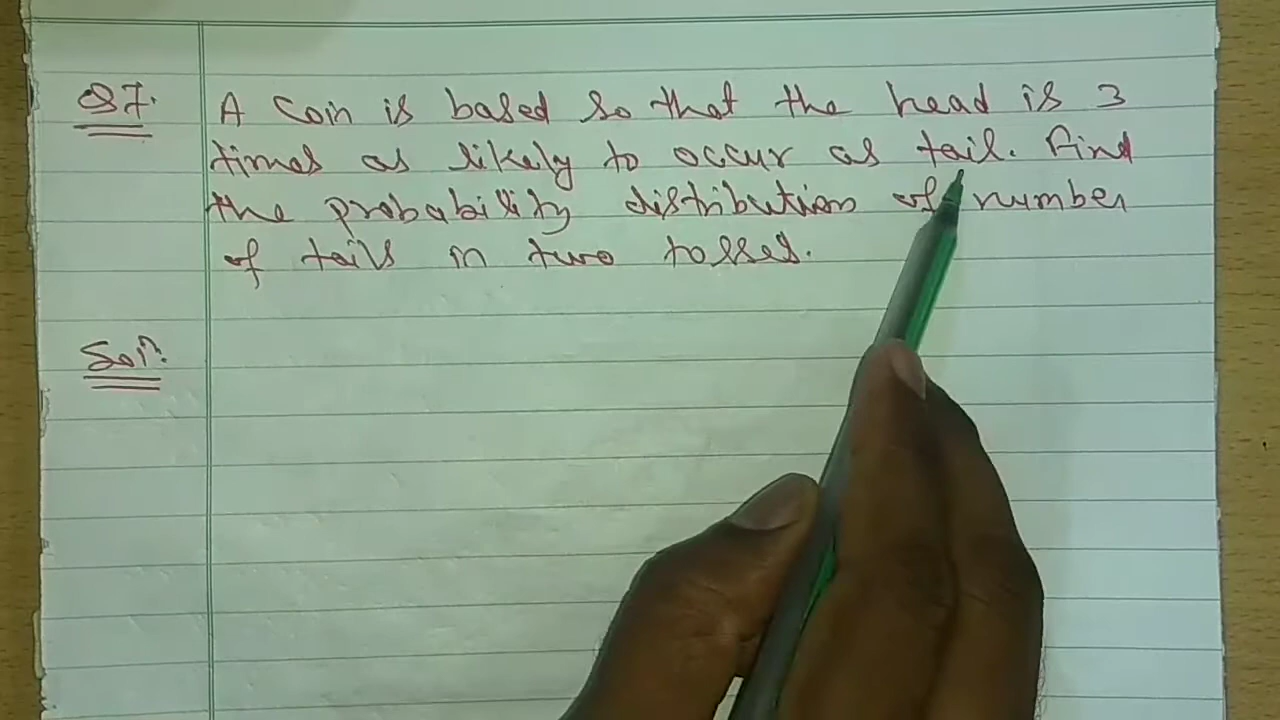 Q7. A coin is based so that the head is 3
times as likely to occur as tail. Find
the probability distribution of number
of tails in two tosses.
Soln.